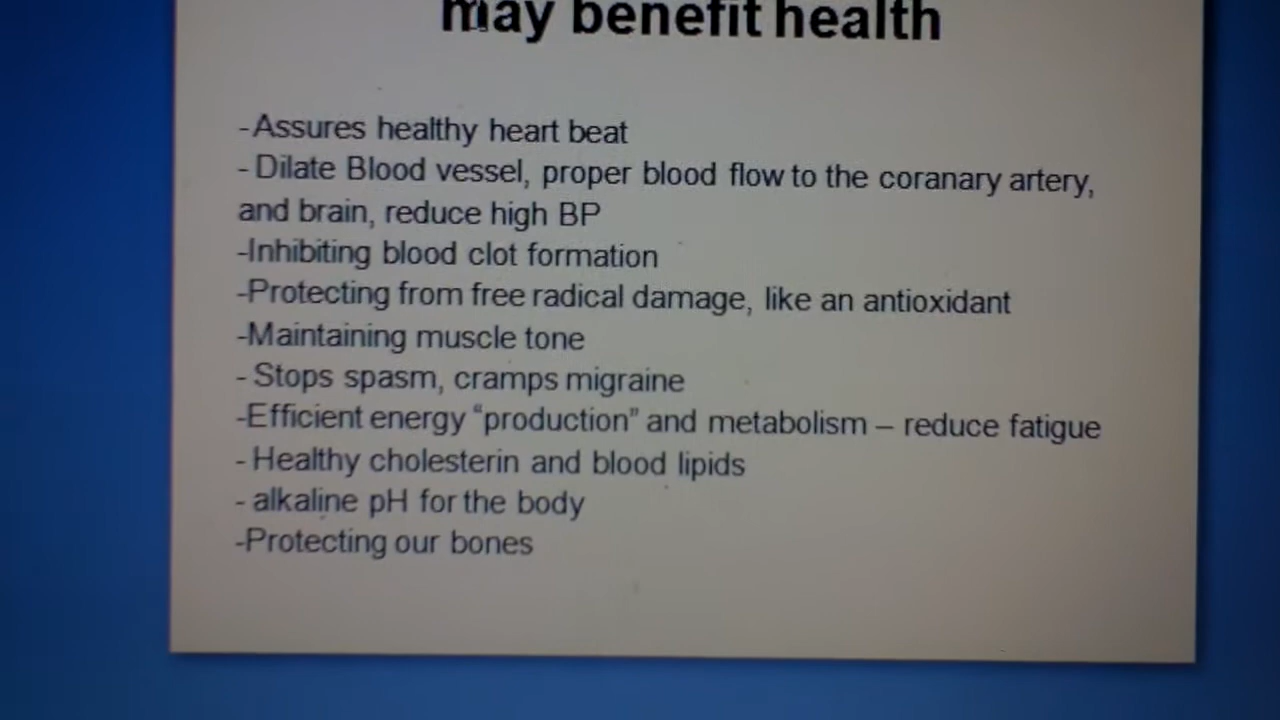 may benefit health
-Assures healthy heart beat
- Dilate Blood vessel, proper blood flow to the coranary artery,
and brain, reduce high BP
-Inhibiting blood clot formation
-Protecting from free radical damage, like an antioxidant
-Maintaining muscle tone
- Stops spasm, cramps migraine
-Efficient energy “production” and metabolism – reduce fatigue
- Healthy cholesterin and blood lipids
- alkaline pH for the body
-Protecting our bones